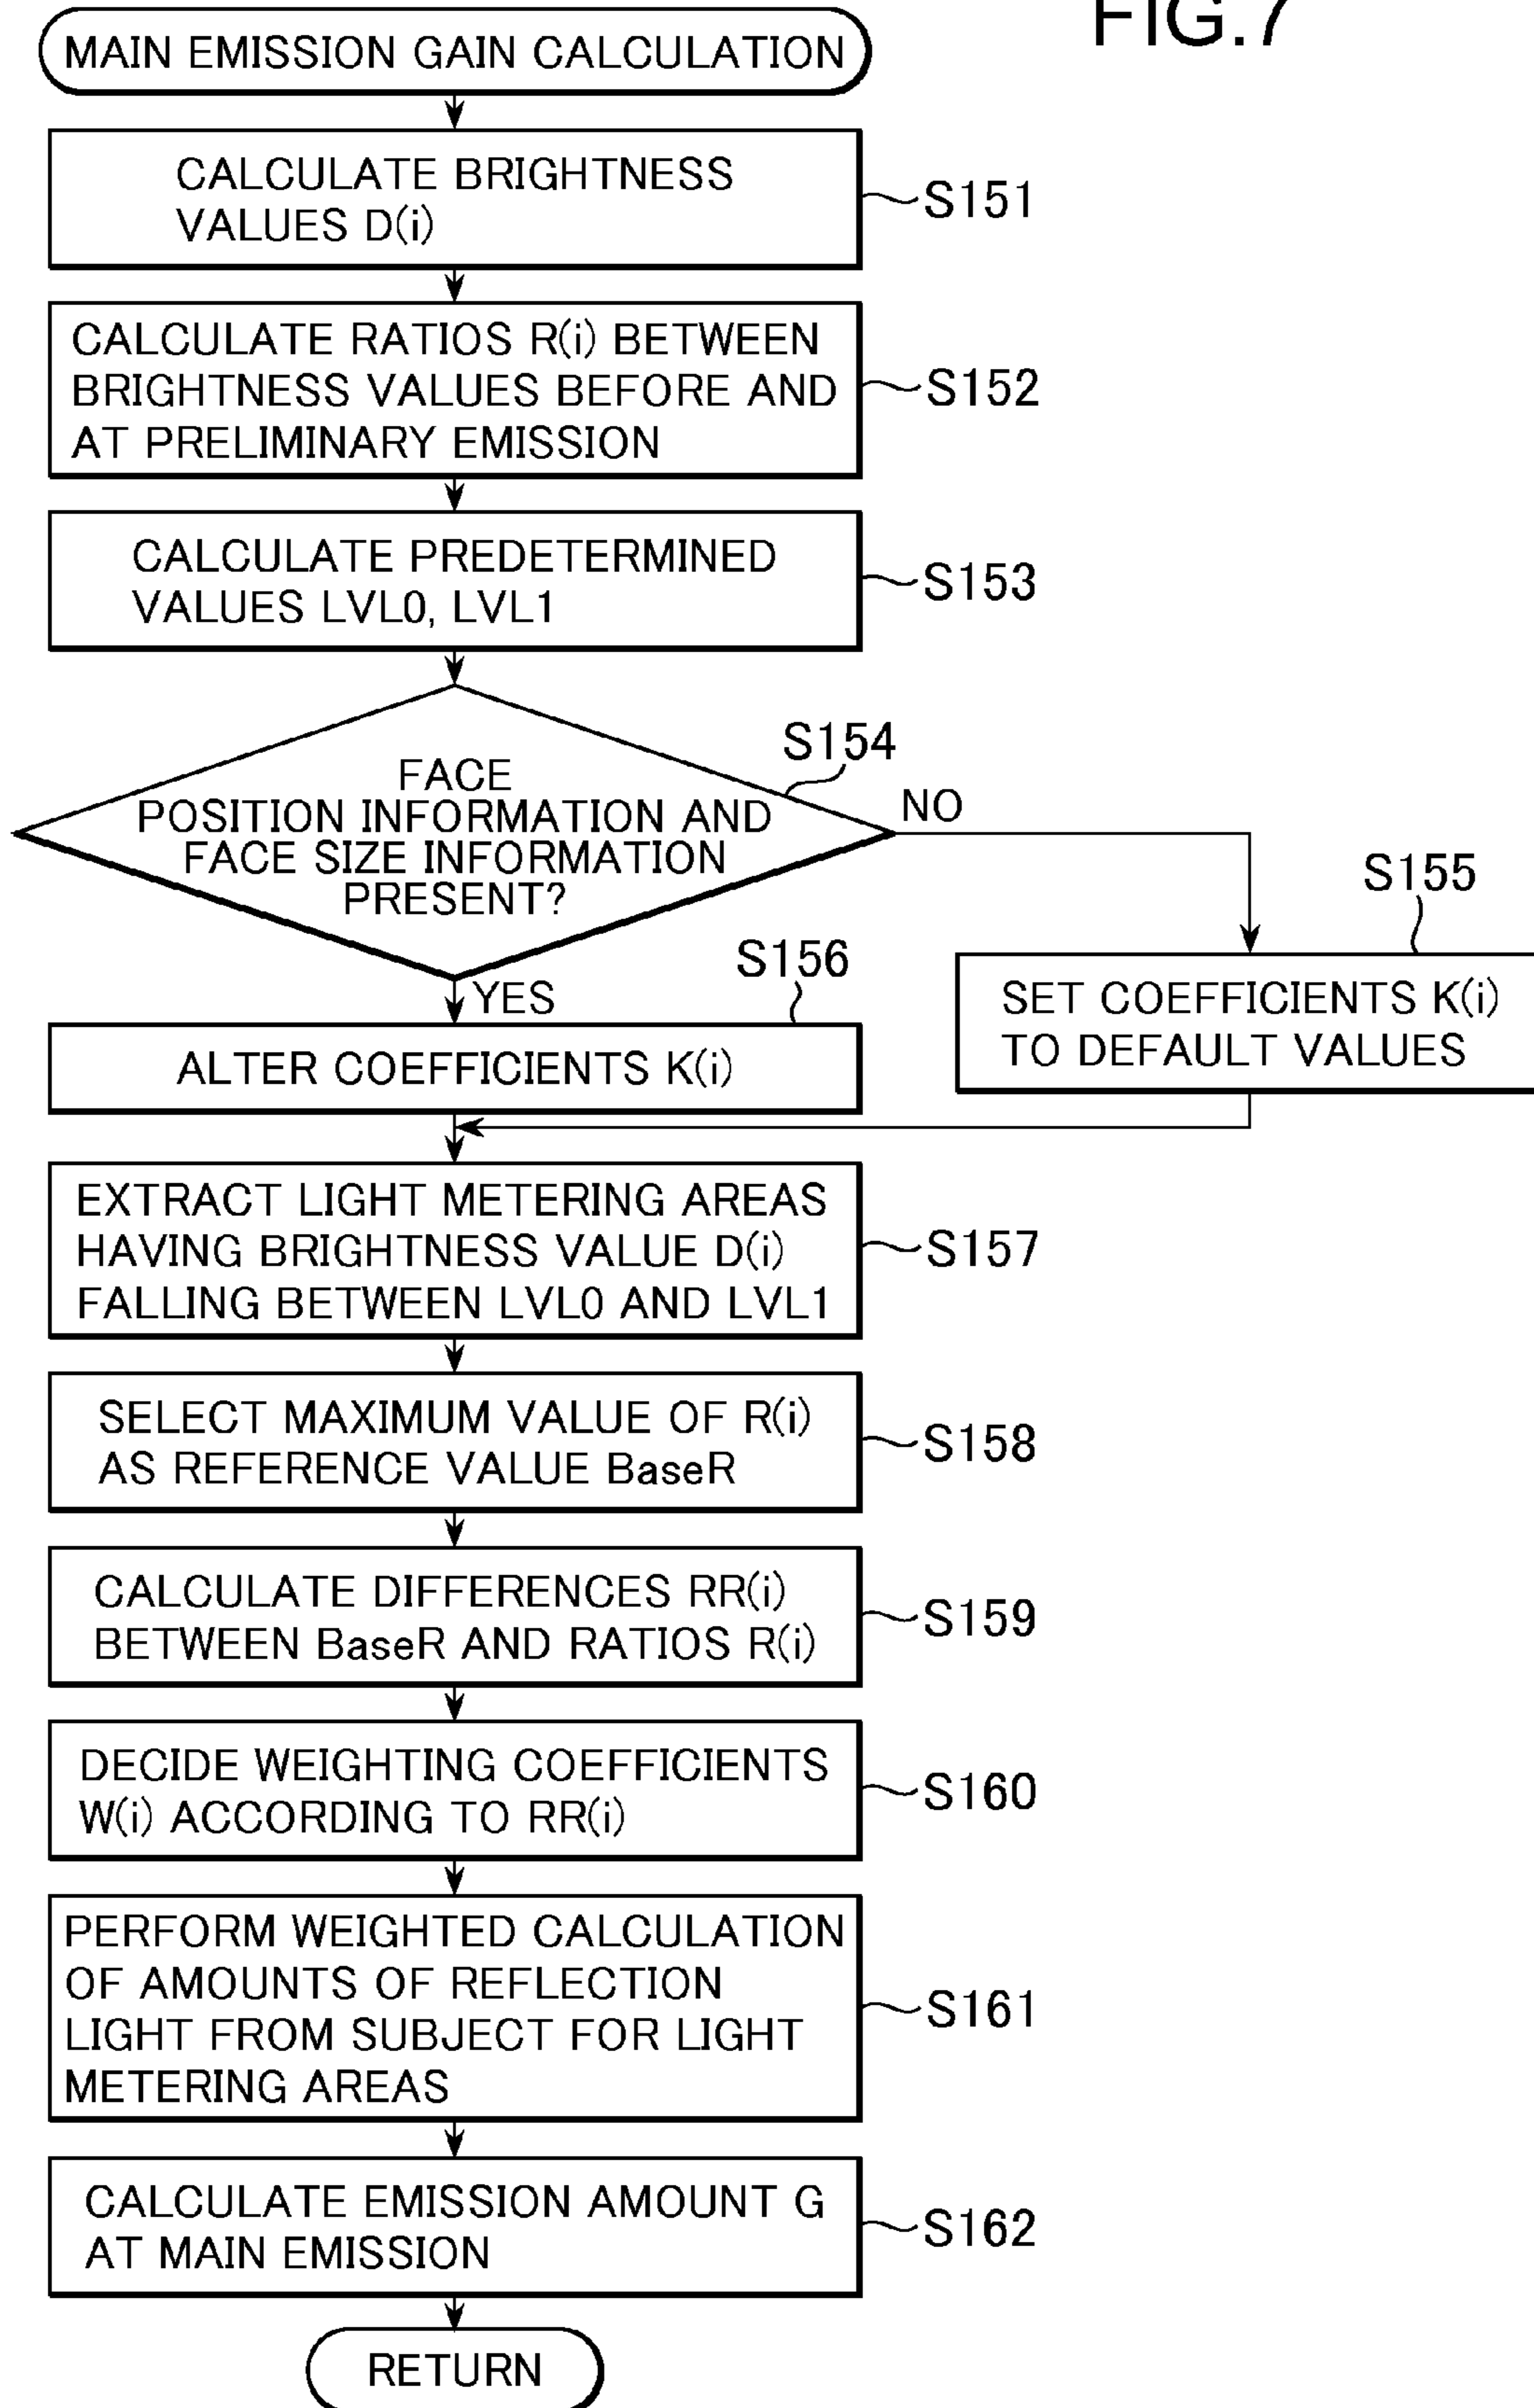 FIG.7
MAIN EMISSION GAIN CALCULATION
CALCULATE BRIGHTNESS
VALUES D(i)
S151
CALCULATE RATIOS R(i) BETWEEN
BRIGHTNESS VALUES BEFORE AND
AT PRELIMINARY EMISSION
S152
CALCULATE PREDETERMINED
VALUES LVL0, LVL1
S153
S154
FACE
POSITION INFORMATION AND
FACE SIZE INFORMATION
PRESENT?
NO
S155
SET COEFFICIENTS K(i)
TO DEFAULT VALUES
YES
S156
ALTER COEFFICIENTS K(i)
EXTRACT LIGHT METERING AREAS
HAVING BRIGHTNESS VALUE D(i)
FALLING BETWEEN LVL0 AND LVL1
S157
SELECT MAXIMUM VALUE OF R(i)
AS REFERENCE VALUE BaseR
S158
CALCULATE DIFFERENCES RR(i)
BETWEEN BaseR AND RATIOS R(i)
S159
DECIDE WEIGHTING COEFFICIENTS
W(i) ACCORDING TO RR(i)
S160
PERFORM WEIGHTED CALCULATION
OF AMOUNTS OF REFLECTION
LIGHT FROM SUBJECT FOR LIGHT
METERING AREAS
S161
CALCULATE EMISSION AMOUNT G
AT MAIN EMISSION
S162
RETURN